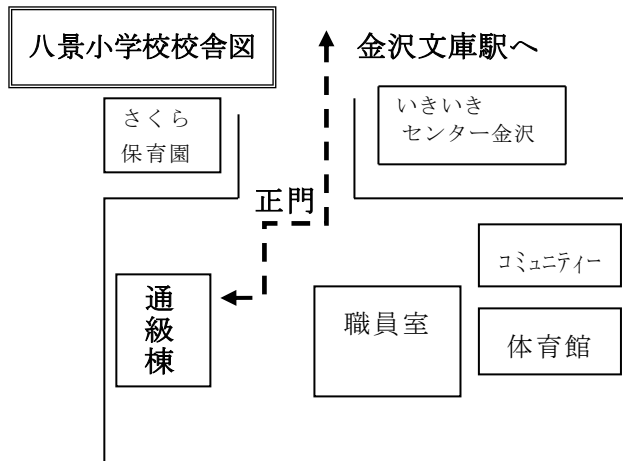 八景小学校校舎図
金沢文庫駅へ
さくら
保育園
いきいき
センター金沢
正門
コミュニティー
通級棟
職員室
体育館